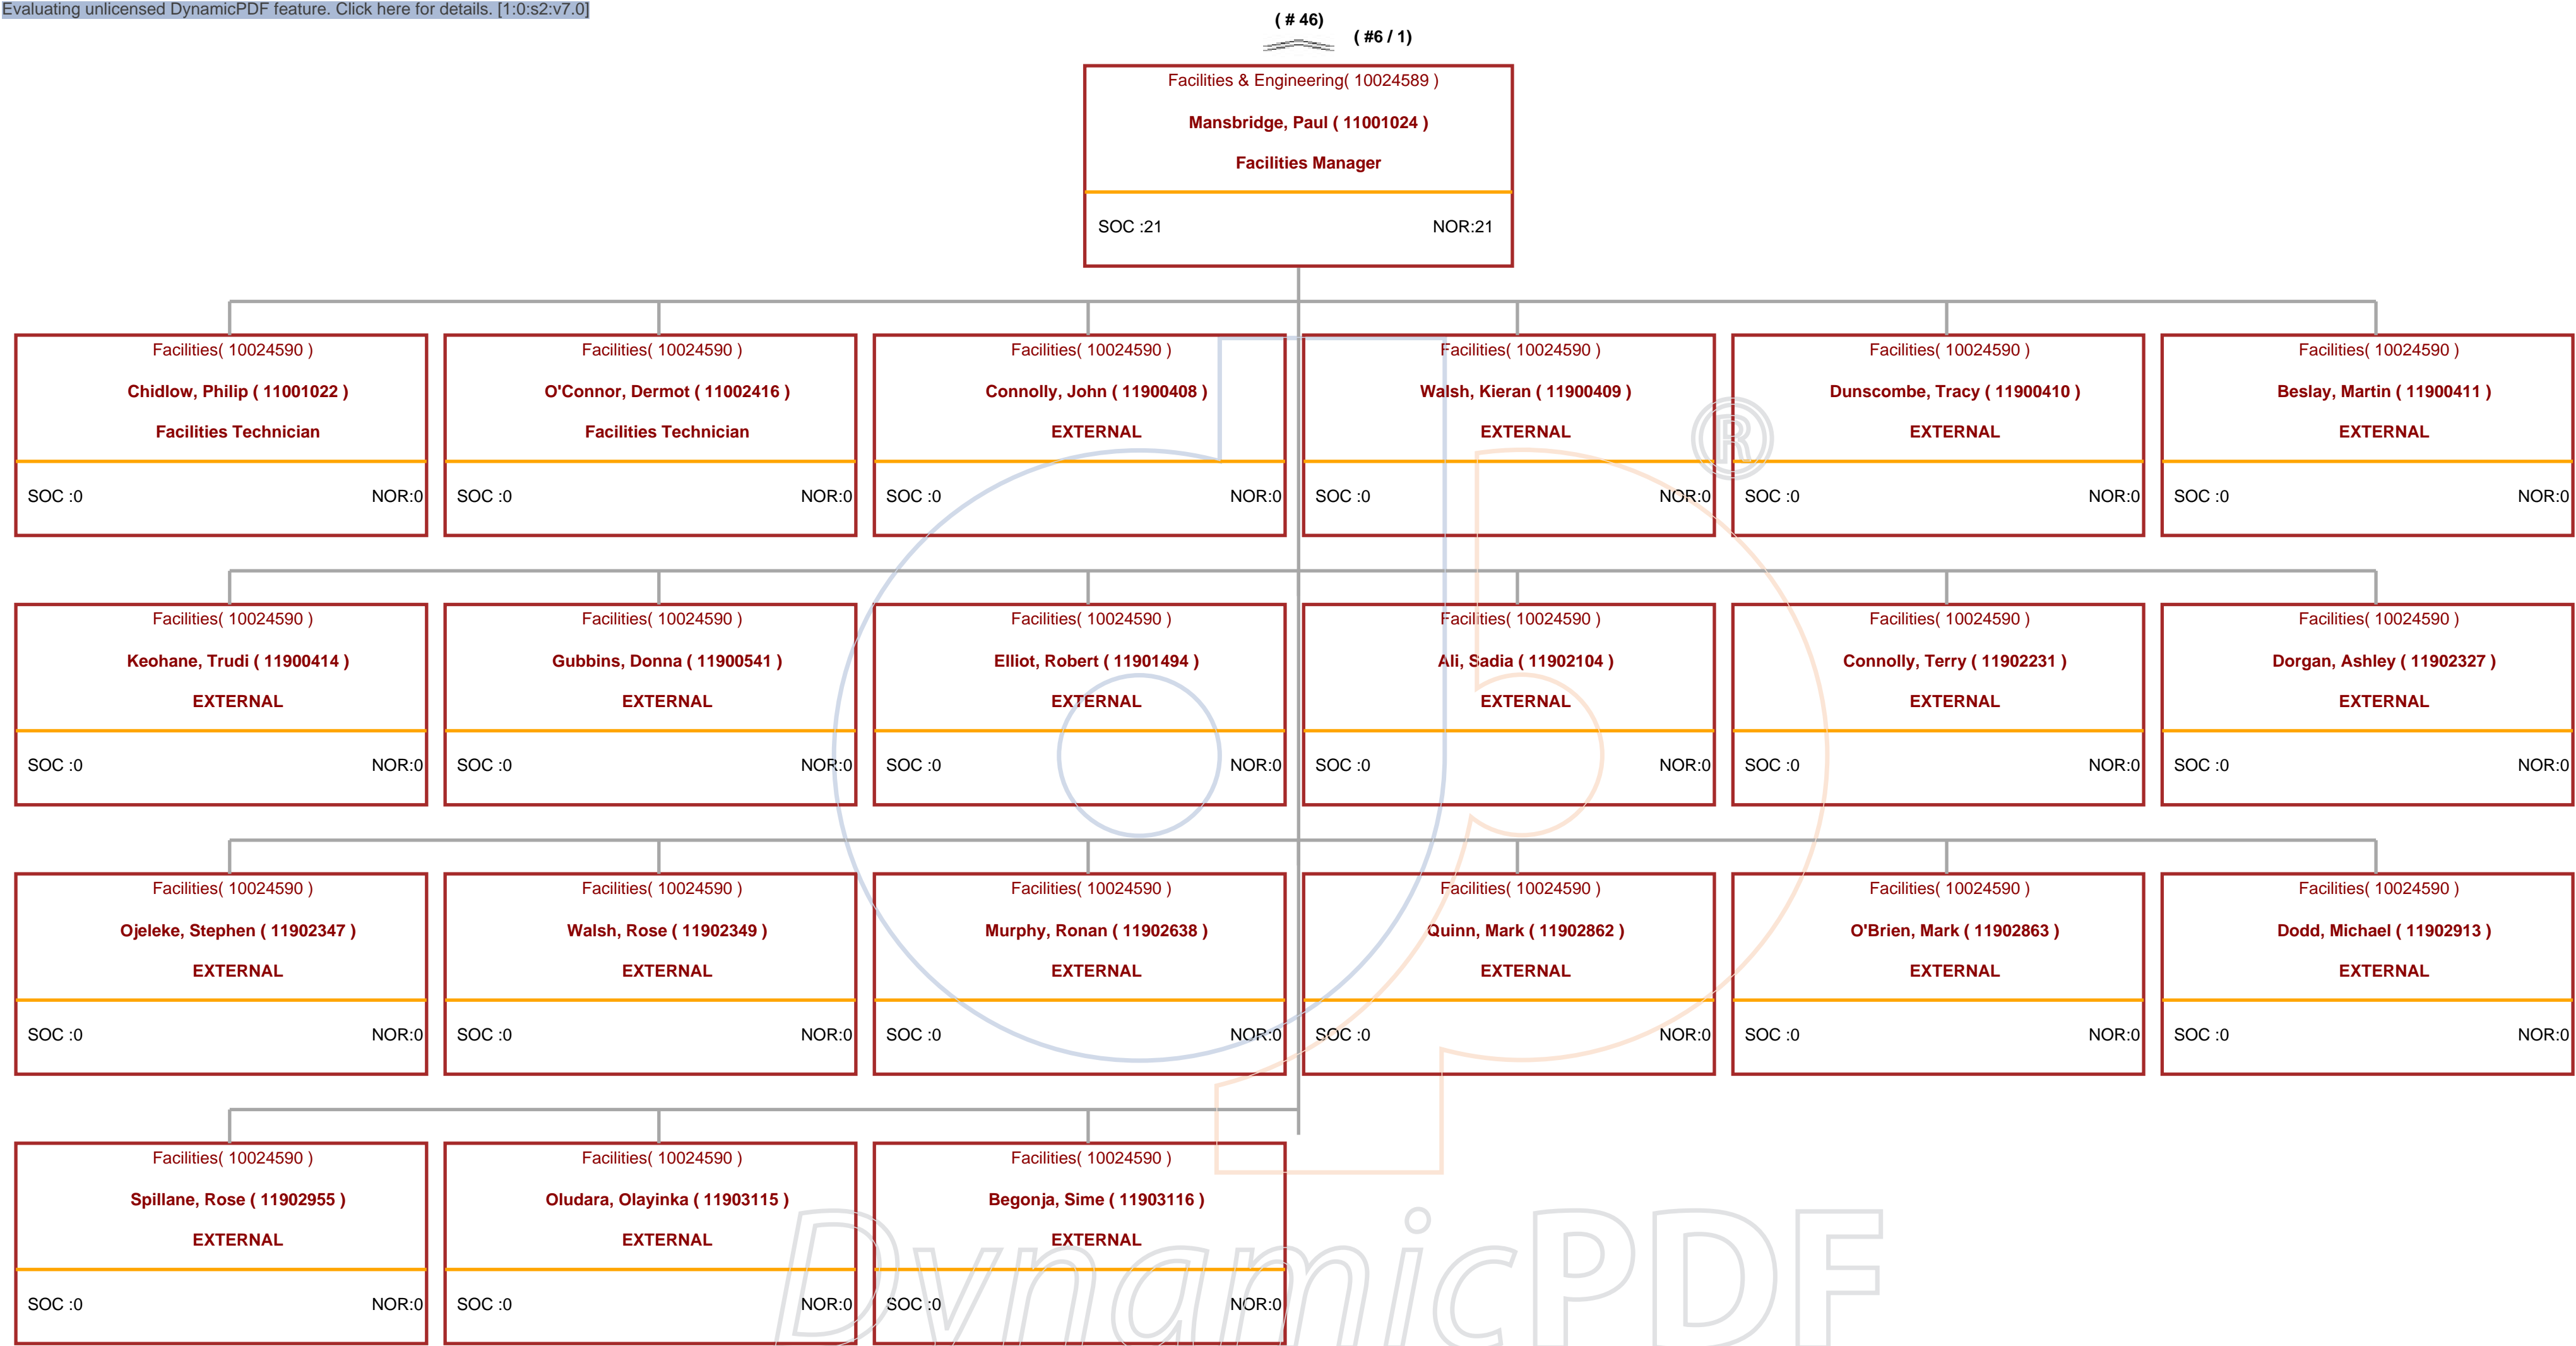 Evaluating unlicensed DynamicPDF feature. Click here for details. [1:0:s2:v7.0]
( # 46)
( #6 / 1)
Facilities & Engineering( 10024589 )
Mansbridge, Paul ( 11001024 )
Facilities Manager
SOC :21 NOR:21
Facilities( 10024590 )
Chidlow, Philip ( 11001022 )
Facilities Technician
SOC :0 NOR:0
Facilities( 10024590 )
O'Connor, Dermot ( 11002416 )
Facilities Technician
SOC :0 NOR:0
Facilities( 10024590 )
Connolly, John ( 11900408 )
EXTERNAL
SOC :0 NOR:0
Facilities( 10024590 )
Walsh, Kieran ( 11900409 )
EXTERNAL
SOC :0 NOR:0
Facilities( 10024590 )
Dunscombe, Tracy ( 11900410 )
EXTERNAL
SOC :0 NOR:0
Facilities( 10024590 )
Beslay, Martin ( 11900411 )
EXTERNAL
SOC :0 NOR:0
Facilities( 10024590 )
Keohane, Trudi ( 11900414 )
EXTERNAL
SOC :0 NOR:0
Facilities( 10024590 )
Gubbins, Donna ( 11900541 )
EXTERNAL
SOC :0 NOR:0
Facilities( 10024590 )
Elliot, Robert ( 11901494 )
EXTERNAL
SOC :0 NOR:0
Facilities( 10024590 )
Ali, Sadia ( 11902104 )
EXTERNAL
SOC :0 NOR:0
Facilities( 10024590 )
Connolly, Terry ( 11902231 )
EXTERNAL
SOC :0 NOR:0
Facilities( 10024590 )
Dorgan, Ashley ( 11902327 )
EXTERNAL
SOC :0 NOR:0
Facilities( 10024590 )
Ojeleke, Stephen ( 11902347 )
EXTERNAL
SOC :0 NOR:0
Facilities( 10024590 )
Walsh, Rose ( 11902349 )
EXTERNAL
SOC :0 NOR:0
Facilities( 10024590 )
Murphy, Ronan ( 11902638 )
EXTERNAL
SOC :0 NOR:0
Facilities( 10024590 )
Quinn, Mark ( 11902862 )
EXTERNAL
SOC :0 NOR:0
Facilities( 10024590 )
O'Brien, Mark ( 11902863 )
EXTERNAL
SOC :0 NOR:0
Facilities( 10024590 )
Dodd, Michael ( 11902913 )
EXTERNAL
SOC :0 NOR:0
Facilities( 10024590 )
Spillane, Rose ( 11902955 )
EXTERNAL
SOC :0 NOR:0
Facilities( 10024590 )
Oludara, Olayinka ( 11903115 )
EXTERNAL
SOC :0 NOR:0
Facilities( 10024590 )
Begonja, Sime ( 11903116 )
EXTERNAL
SOC :0 NOR:0
®
DynamicPDF